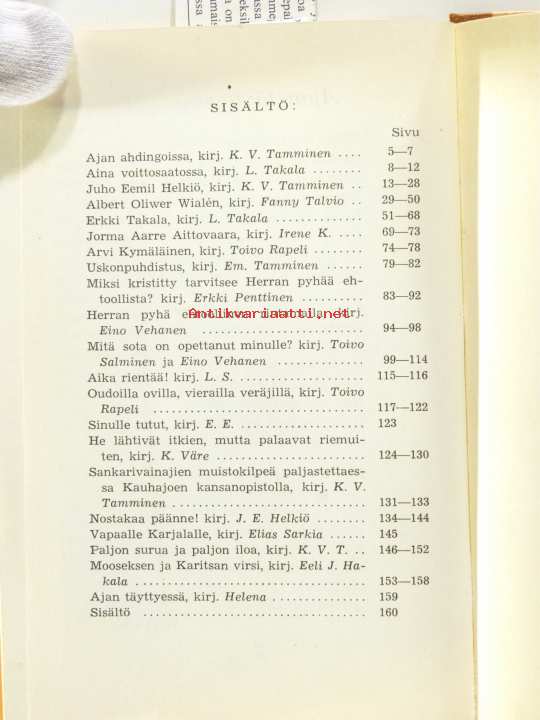 SISÄLTÖ:
Sivu
Ajan ahdingoissa, kirj. K. V. Tamminen .... 5—7
Aina voittosaatossa, kirj. L. Takala ........ 8—12
Juho Eemil Helkiö, kirj. K. V. Tamminen .. 13—28
Albert Oliwer Wialén, kirj. Fanny Talvio .. 29—50
Erkki Takala, kirj. L. Takala .............. 51—68
Jorma Aarre Aittovaara, kirj. Irene K. .... 69—73
Arvi Kymäläinen, kirj. Toivo Rapeli ........ 74—78
Uskonpuhdistus, kirj. Em. Tamminen ...... 79—82
Miksi kristitty tarvitsee Herran pyhää eh-
toollista? kirj. Erkki Penttinen .......... 83—92
Herran pyhä kirj.
Antikvariaatti.net
Eino Vehanen .................. 94—98
Mitä sota on opettanut minulle? kirj. Toivo
Salminen ja Eino Vehanen ............. 99—114
Aika rientää! kirj. L. S. ................... 115—116
Oudoilla ovilla, vierailla veräjillä, kirj. Toivo
Rapeli ................................ 117—122
Sinulle tutut, kirj. E. E. ................... 123
He lähtivät itkien, mutta palaavat riemui-
ten, kirj. K. Väre ..................... 124—130
Sankarivainajien muistokilpeä paljastettaes-
sa Kauhajoen kansanopistolla, kirj. K. V.
Tamminen ............................ 131—133
Nostakaa päänne! kirj. J. E. Helkiö ........ 134—144
Vapaalle Karjalalle, kirj. Elias Sarkia ...... 145
Paljon surua ja paljon iloa, kirj. K. V. T. .. 146—152
Mooseksen ja Karitsan virsi, kirj. Eeli J. Ha-
kala ................................. 153—158
Ajan täyttyessä, kirj. Helena .............. 159
Sisältö ................................. 160